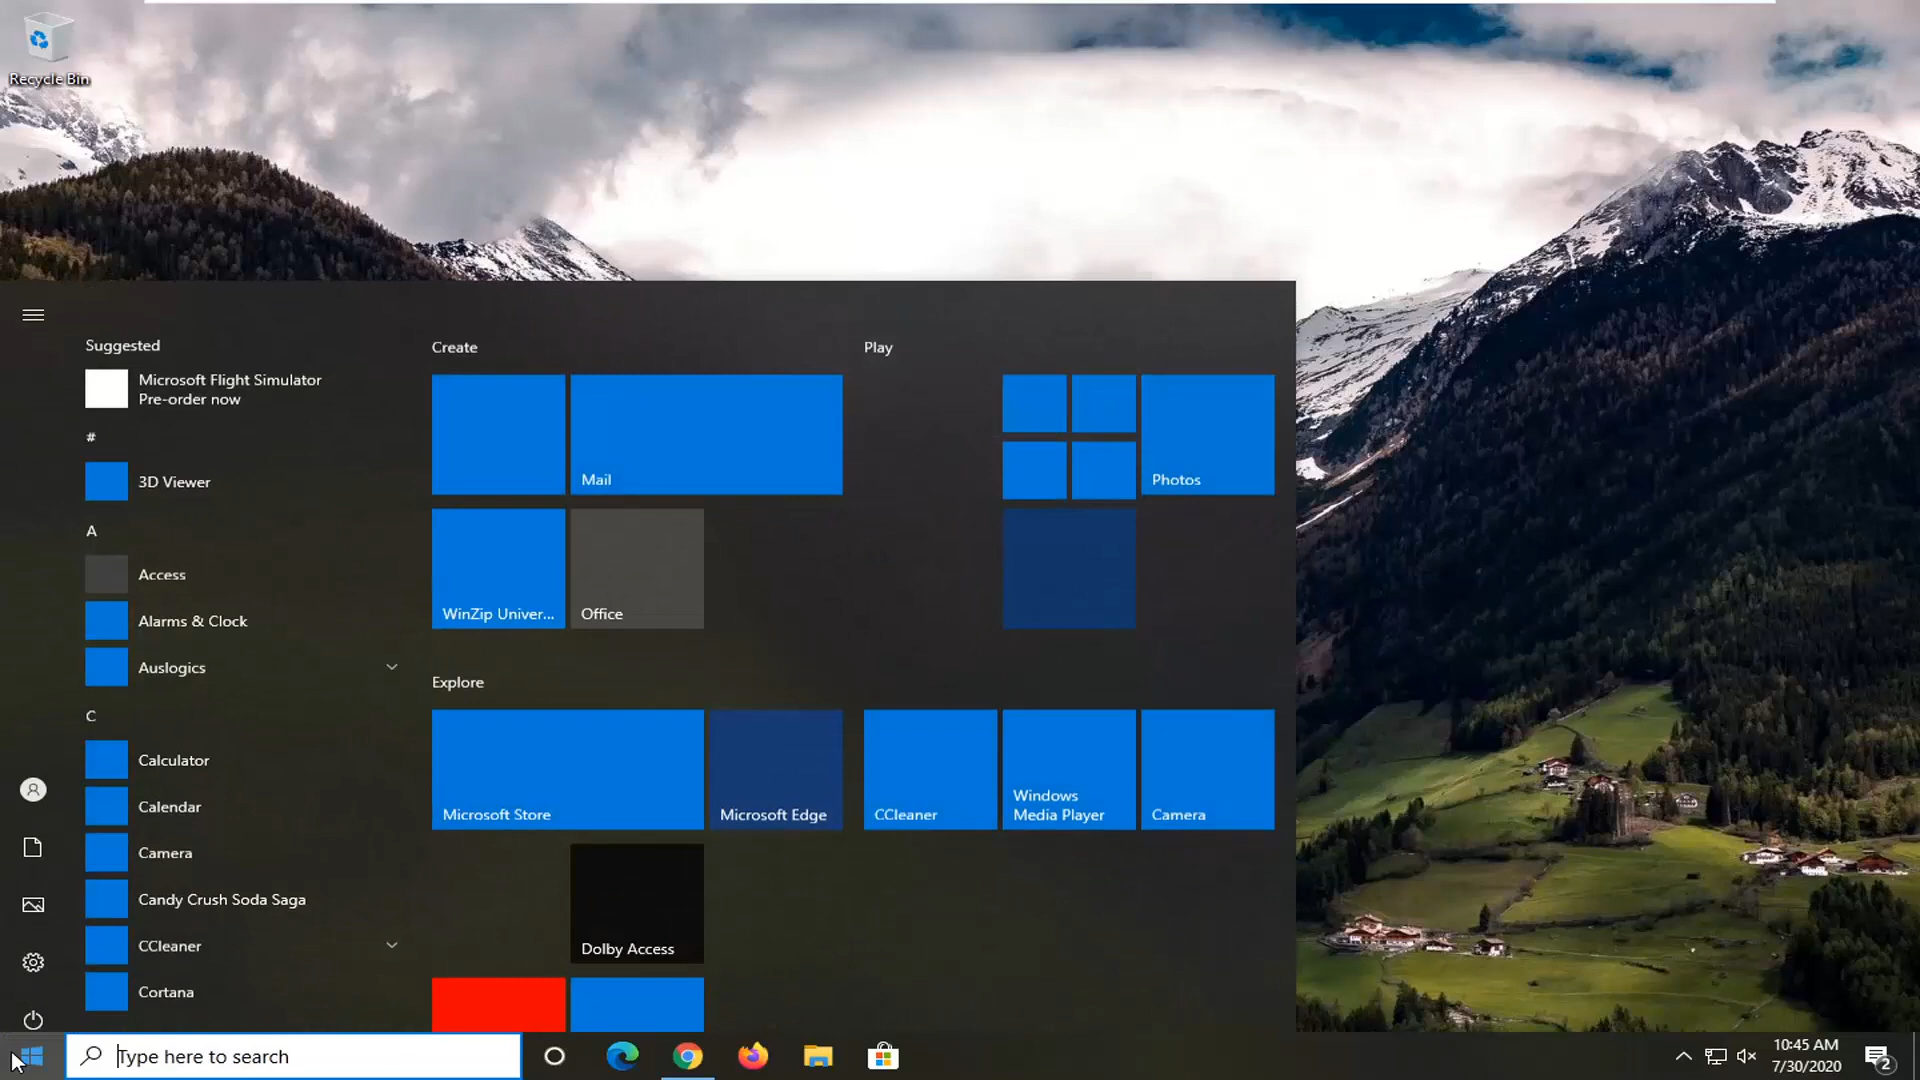 Recycle Bin
Suggested
Microsoft Flight Simulator
Pre-order now
#
3D Viewer
A
Access
Alarms & Clock
Auslogics
C
Calculator
Calendar
Camera
Candy Crush Soda Saga
CCleaner
Cortana
Create
Mail
WinZip Univer...
Office
Play
Photos
Explore
Microsoft Store
Microsoft Edge
CCleaner
Windows
Media Player
Camera
Dolby Access
Type here to search
10:45 AM
7/30/2020
2